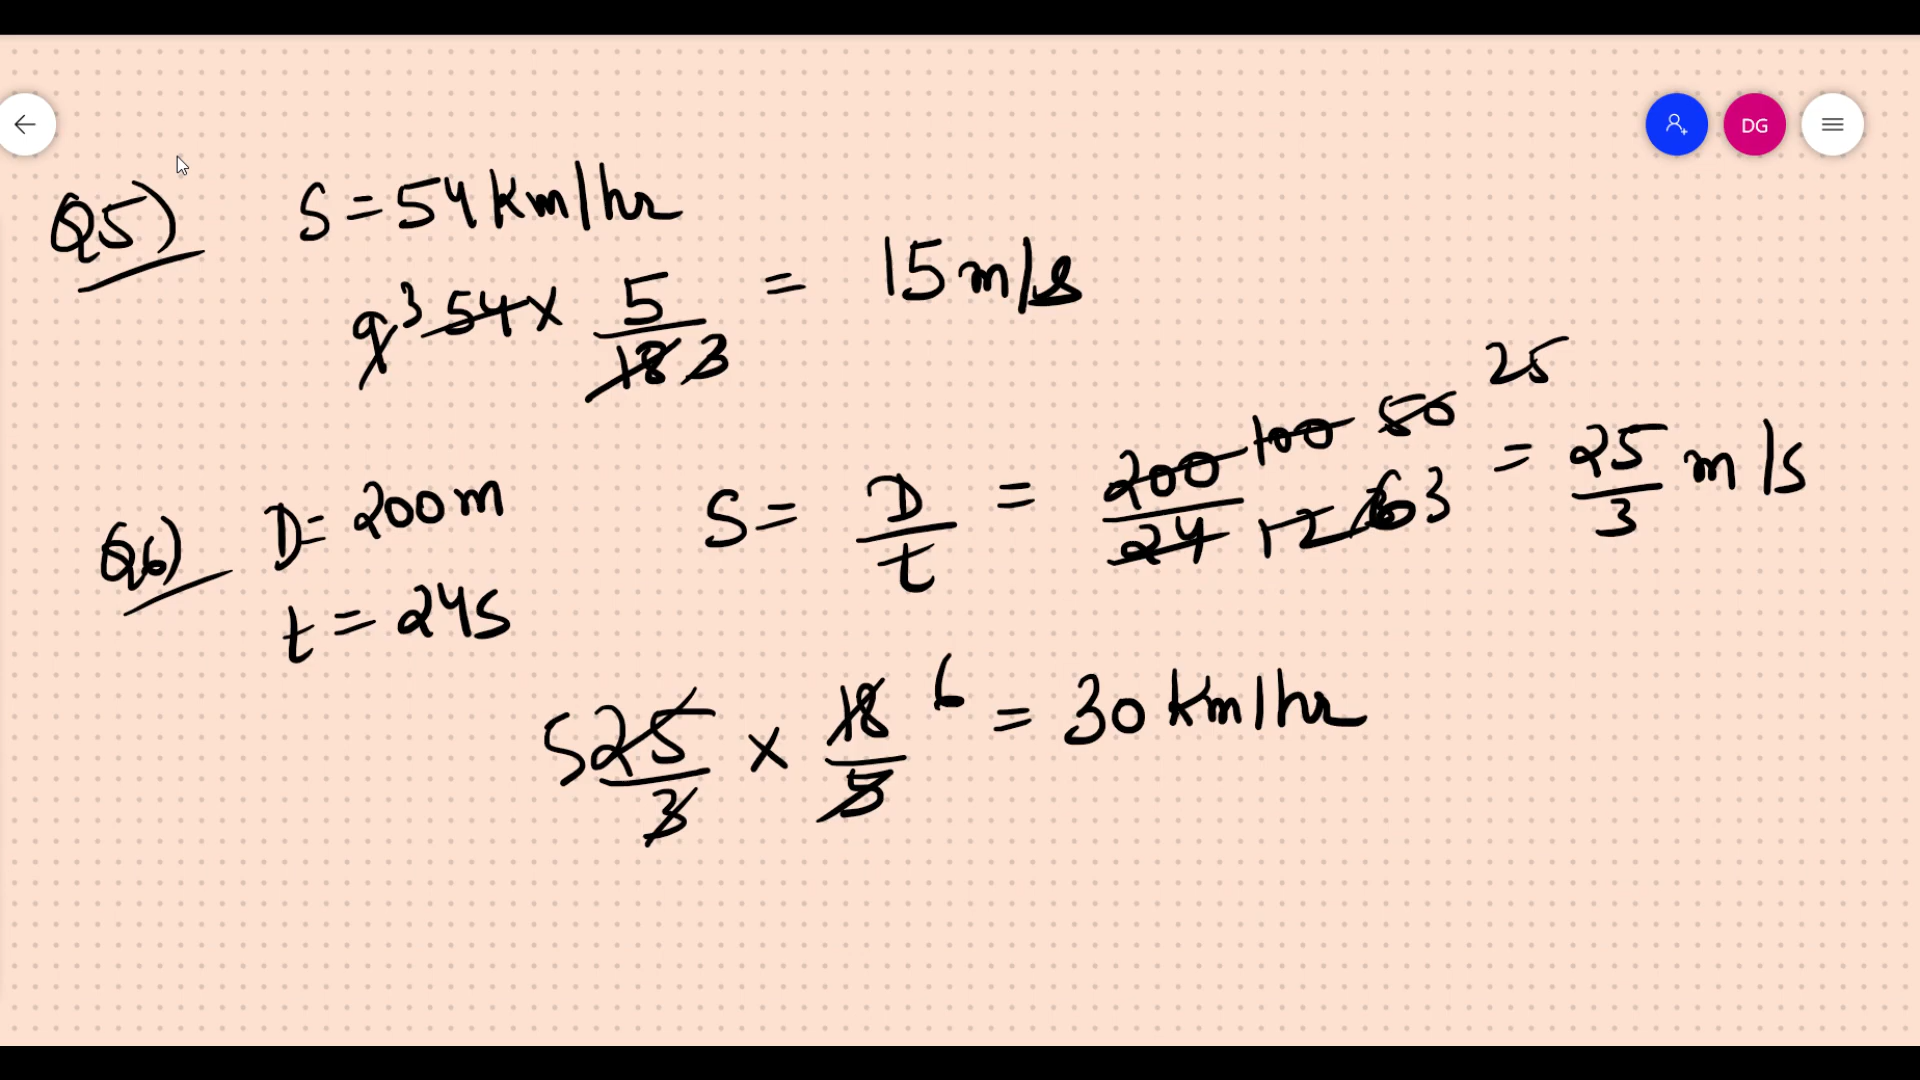 DG
Q5) S = 54 km/hr
9 3 54 x 5/18 3 = 15 m/s
Q6) D = 200 m S = D/t = 200/24 100/12 50/6 25/3 = 25/3 m/s
t = 24 s
5 25/3 x 18/5 6 = 30 km/hr